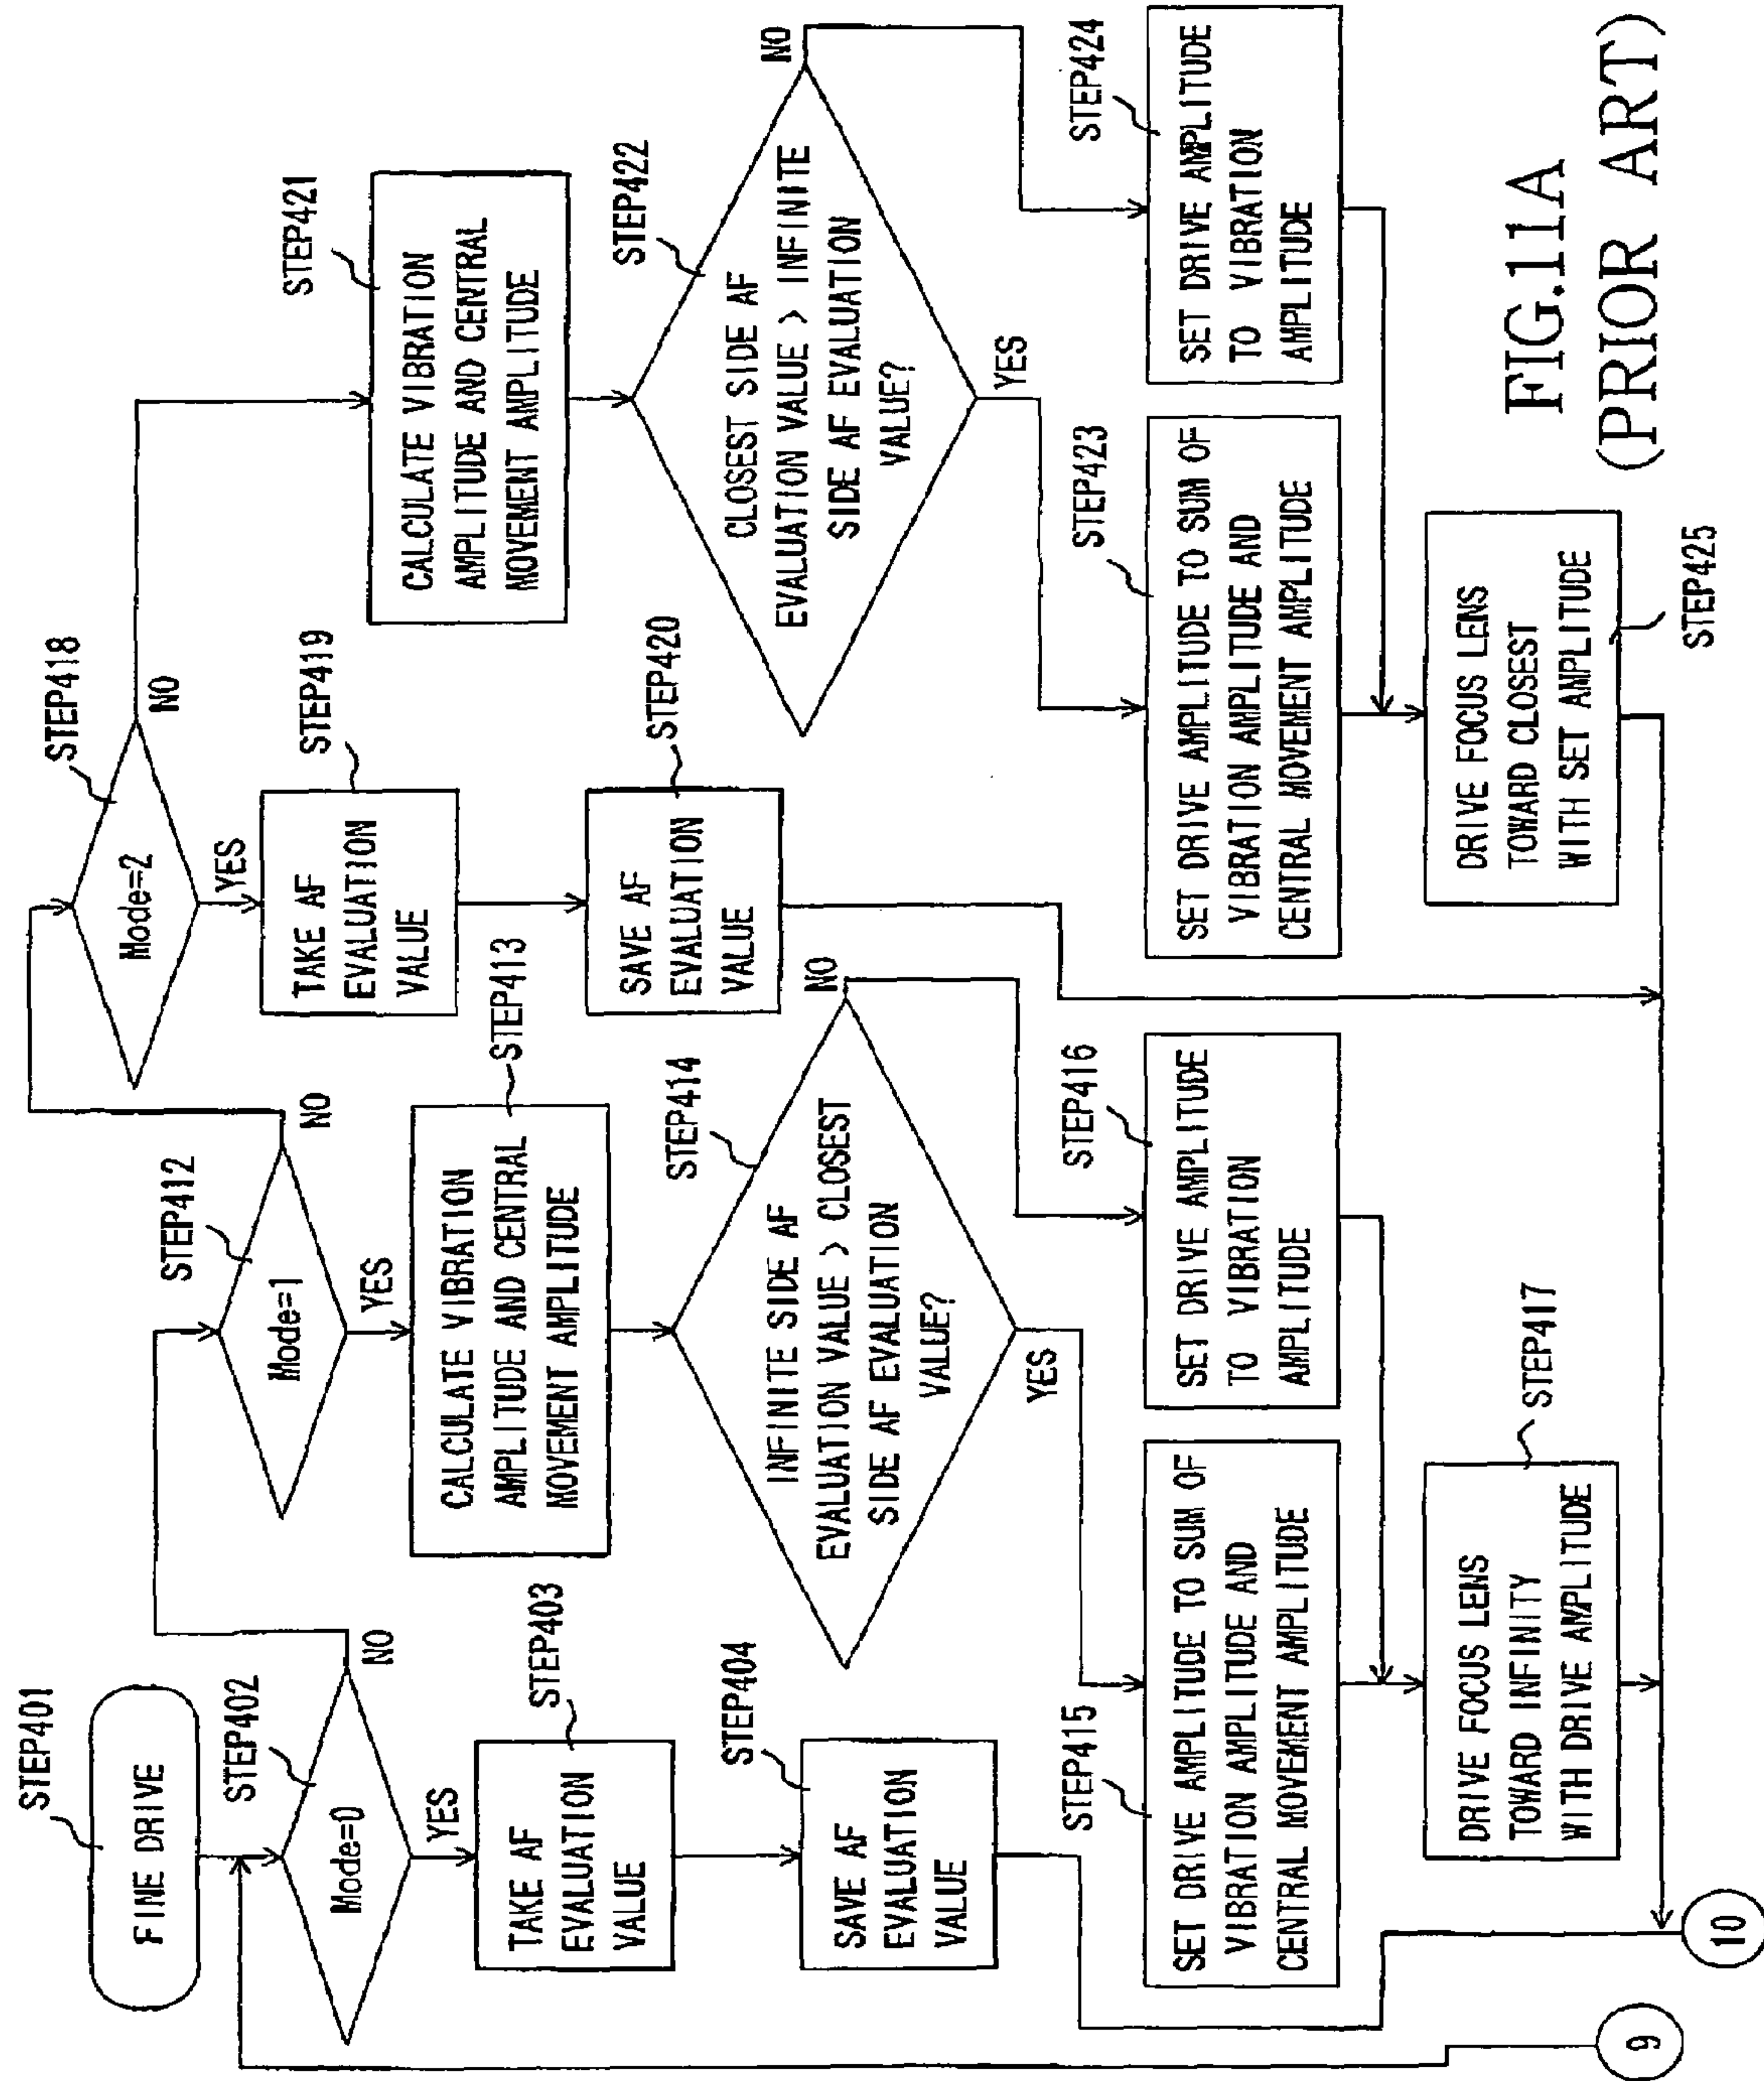 STEP401
FINE DRIVE
STEP402
Mode=0
NO
YES
STEP403
TAKE AF
EVALUATION
VALUE
STEP404
SAVE AF
EVALUATION
VALUE
STEP412
Mode=1
NO
YES
STEP413
CALCULATE VIBRATION
AMPLITUDE AND CENTRAL
MOVEMENT AMPLITUDE
STEP414
INFINITE SIDE AF
EVALUATION VALUE > CLOSEST
SIDE AF EVALUATION
VALUE?
NO
YES
STEP415
SET DRIVE AMPLITUDE TO SUM OF
VIBRATION AMPLITUDE AND
CENTRAL MOVEMENT AMPLITUDE
STEP416
SET DRIVE AMPLITUDE
TO VIBRATION
AMPLITUDE
STEP417
DRIVE FOCUS LENS
TOWARD INFINITY
WITH DRIVE AMPLITUDE
STEP418
Mode=2
NO
YES
STEP419
TAKE AF
EVALUATION
VALUE
STEP420
SAVE AF
EVALUATION
VALUE
STEP421
CALCULATE VIBRATION
AMPLITUDE AND CENTRAL
MOVEMENT AMPLITUDE
STEP422
CLOSEST SIDE AF
EVALUATION VALUE > INFINITE
SIDE AF EVALUATION
VALUE?
NO
YES
STEP423
SET DRIVE AMPLITUDE TO SUM OF
VIBRATION AMPLITUDE AND
CENTRAL MOVEMENT AMPLITUDE
STEP424
SET DRIVE AMPLITUDE
TO VIBRATION
AMPLITUDE
DRIVE FOCUS LENS
TOWARD CLOSEST
WITH SET AMPLITUDE
STEP425
9
10
FIG.11A
(PRIOR ART)